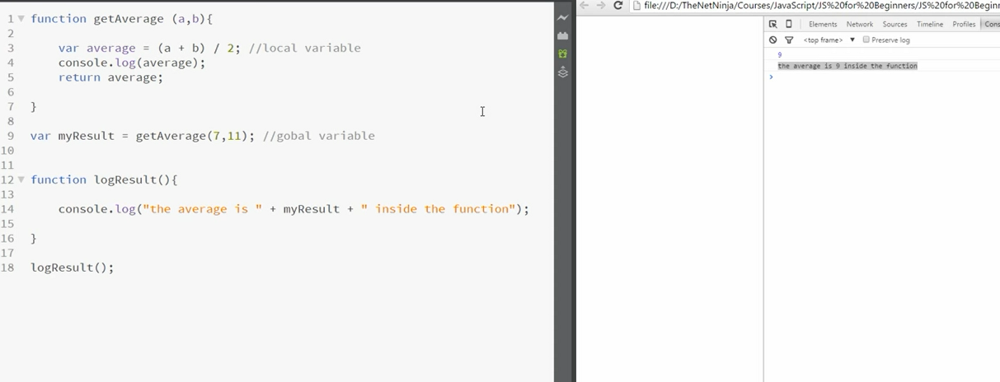 1 function getAverage (a,b){
2
3 var average = (a + b) / 2; //local variable
4 console.log(average);
5 return average;
6
7 }
8
9 var myResult = getAverage(7,11); //gobal variable
10
11
12 function logResult(){
13
14 console.log("the average is " + myResult + " inside the function");
15
16 }
17
18 logResult();
file:///D:/TheNetNinja/Courses/JavaScript/JS%20for%20Beginners/JS%20for%20Beginn
Elements Network Sources Timeline Profiles Cons
<top frame> ▼ Preserve log
9
the average is 9 inside the function
>